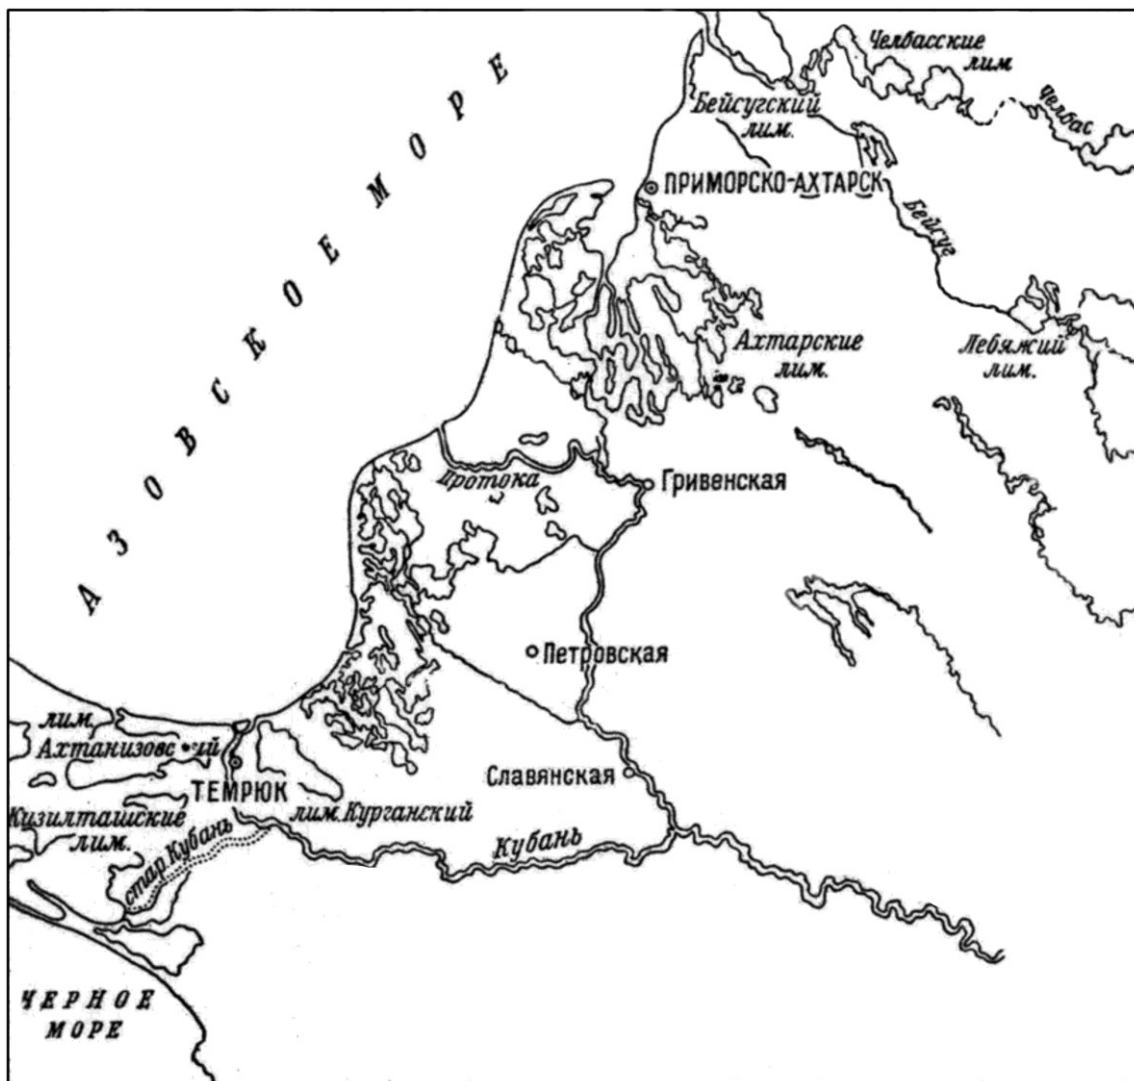 Челбасские
лим.
Челбас
Бейсугский
лим.
АЗОВСКОЕ МОРЕ
ПРИМОРСКО-АХТАРСК
Бейсуг
Ахтарские
лим.
Лебяжий
лим.
Протока
Гривенская
Петровская
лим.
Ахтанизовский
Славянская
ТЕМРЮК
лим. Курганский
Кизилташские
лим.
Кубань
стар Кубань
ЧЕРНОЕ
МОРЕ